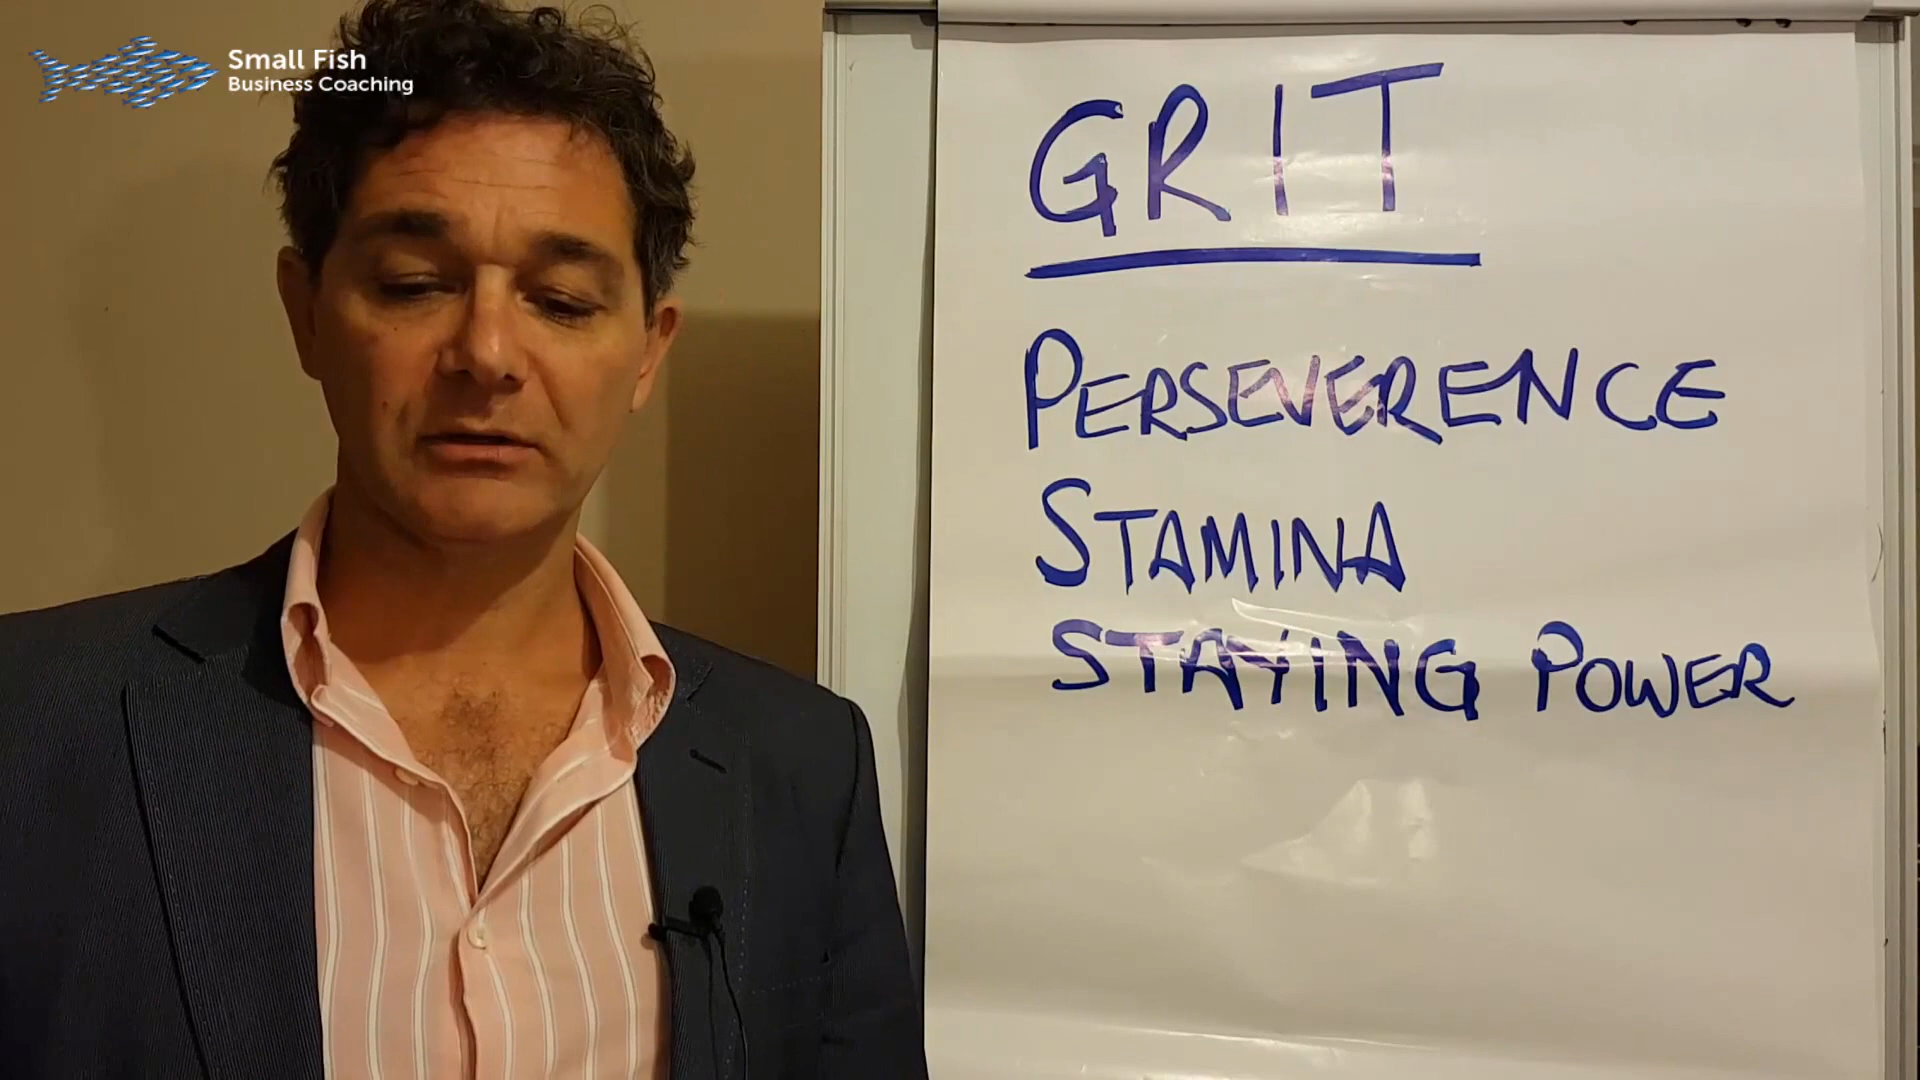 Small Fish
Business Coaching
GRIT
PERSEVERENCE
STAMINA
STAYING POWER